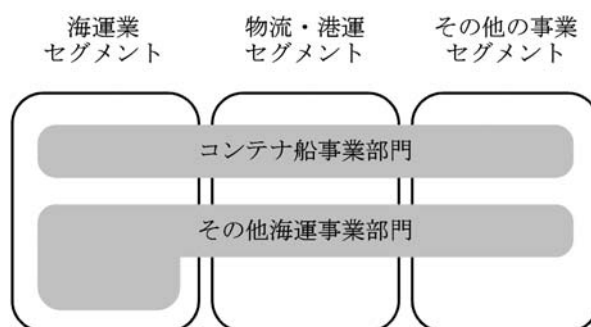 海運業
セグメント
物流・港運
セグメント
その他の事業
セグメント
コンテナ船事業部門
その他海運事業部門